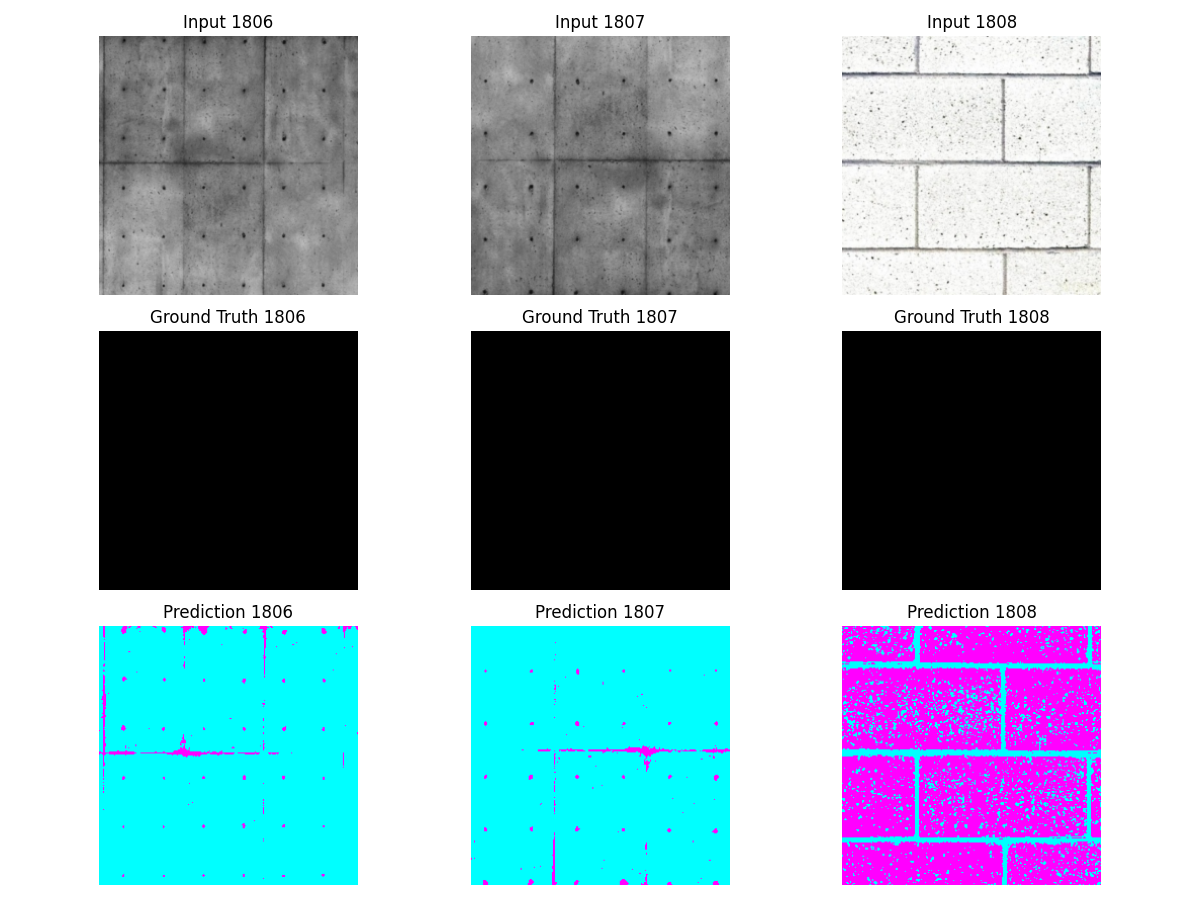 Input 1806
Input 1807
Input 1808
Ground Truth 1806
Ground Truth 1807
Ground Truth 1808
Prediction 1806
Prediction 1807
Prediction 1808